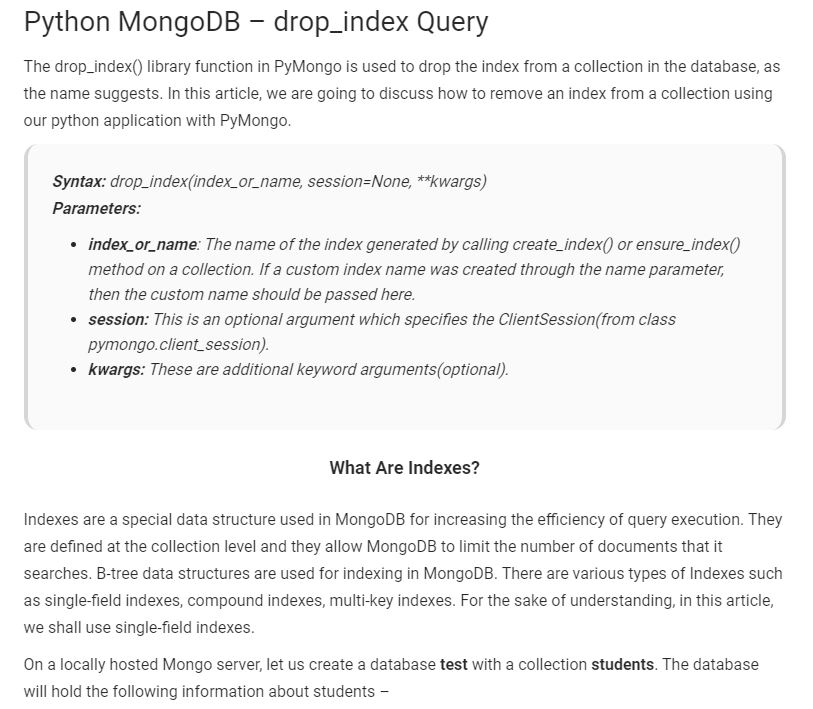 Python MongoDB – drop_index Query
The drop_index() library function in PyMongo is used to drop the index from a collection in the database, as
the name suggests. In this article, we are going to discuss how to remove an index from a collection using
our python application with PyMongo.
Syntax: drop_index(index_or_name, session=None, **kwargs)
Parameters:
• index_or_name: The name of the index generated by calling create_index() or ensure_index()
method on a collection. If a custom index name was created through the name parameter,
then the custom name should be passed here.
• session: This is an optional argument which specifies the ClientSession(from class
pymongo.client_session).
• kwargs: These are additional keyword arguments(optional).
What Are Indexes?
Indexes are a special data structure used in MongoDB for increasing the efficiency of query execution. They
are defined at the collection level and they allow MongoDB to limit the number of documents that it
searches. B-tree data structures are used for indexing in MongoDB. There are various types of Indexes such
as single-field indexes, compound indexes, multi-key indexes. For the sake of understanding, in this article,
we shall use single-field indexes.
On a locally hosted Mongo server, let us create a database test with a collection students. The database
will hold the following information about students –